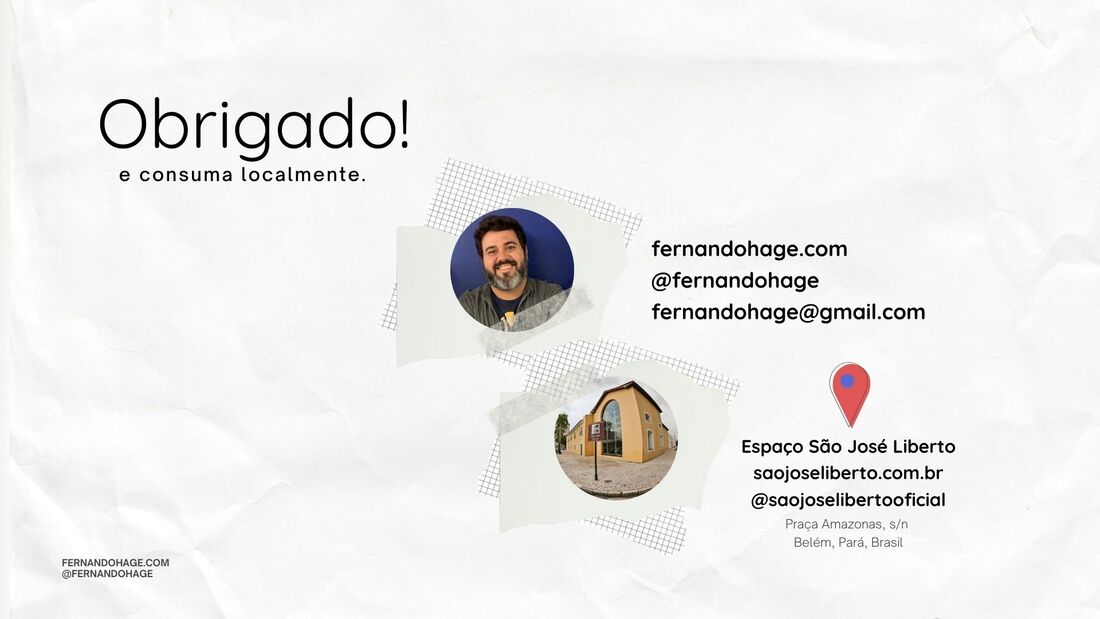 Obrigado!
e consuma localmente.
fernandohage.com
@fernandohage
fernandohage@gmail.com
Espaço São José Liberto
saojoseliberto.com.br
@saojoselibertooficial
Praça Amazonas, s/n
Belém, Pará, Brasil
FERNANDOHAGE.COM
@FERNANDOHAGE